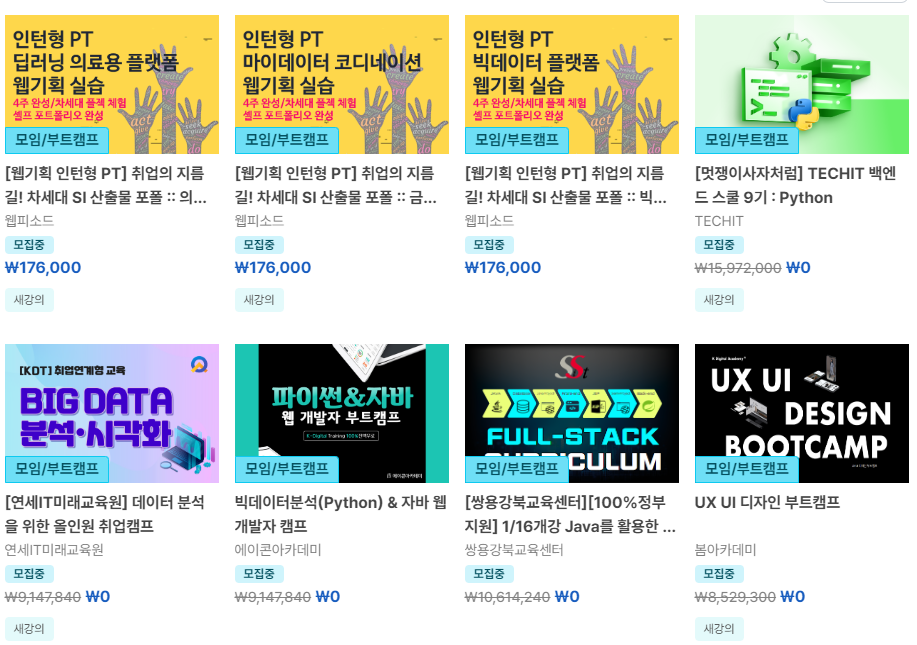 인턴형 PT
딥러닝 의료용 플랫폼
웹기획 실습
4주 완성/차세대 플젝 체험
셀프 포트폴리오 완성
모임/부트캠프
[웹기획 인턴형 PT] 취업의 지름
길! 차세대 SI 산출물 포폴 :: 의...
웹피소드
모집중
₩176,000
새강의
인턴형 PT
마이데이터 코디네이션
웹기획 실습
4주 완성/차세대 플젝 체험
셀프 포트폴리오 완성
모임/부트캠프
[웹기획 인턴형 PT] 취업의 지름
길! 차세대 SI 산출물 포폴 :: 금...
웹피소드
모집중
₩176,000
새강의
인턴형 PT
빅데이터 플랫폼
웹기획 실습
4주 완성/차세대 플젝 체험
셀프 포트폴리오 완성
모임/부트캠프
[웹기획 인턴형 PT] 취업의 지름
길! 차세대 SI 산출물 포폴 :: 빅...
웹피소드
모집중
₩176,000
모임/부트캠프
[멋쟁이사자처럼] TECHIT 백엔
드 스쿨 9기 : Python
TECHIT
모집중
₩15,972,000 ₩0
새강의
[KDT] 취업연계형 교육
BIG DATA
분석·시각화
모임/부트캠프
[연세IT미래교육원] 데이터 분석
을 위한 올인원 취업캠프
연세IT미래교육원
모집중
₩9,147,840 ₩0
새강의
파이썬&자바
웹 개발자 부트캠프
K-Digital Training 100%전액무료
에이콘아카데미
모임/부트캠프
빅데이터분석(Python) & 자바 웹
개발자 캠프
에이콘아카데미
모집중
₩9,147,840 ₩0
SSt
FULL-STACK
CURRICULUM
모임/부트캠프
[쌍용강북교육센터][100%정부
지원] 1/16개강 Java를 활용한 ...
쌍용강북교육센터
모집중
₩10,614,240 ₩0
K Digital Academy
UX UI
DESIGN
BOOTCAMP
모임/부트캠프
UX UI 디자인 부트캠프
봄아카데미
모집중
₩8,529,300 ₩0
새강의